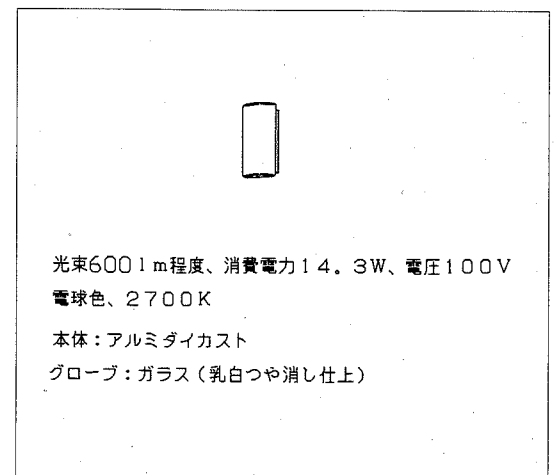 光束600lm程度、消費電力14。3W、電圧100V
電球色、2700K
本体：アルミダイカスト
グローブ：ガラス（乳白つや消し仕上）